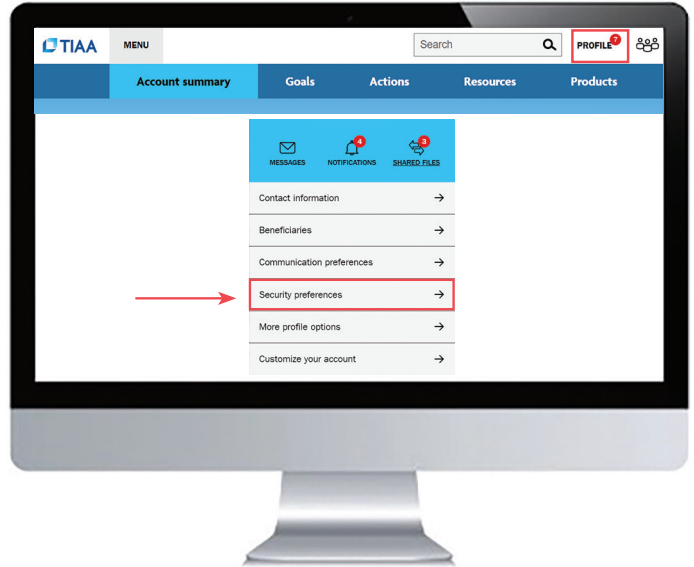 TIAA MENU Search PROFILE 7
Account summary Goals Actions Resources Products
4 3
MESSAGES NOTIFICATIONS SHARED FILES
Contact information
Beneficiaries
Communication preferences
Security preferences
More profile options
Customize your account